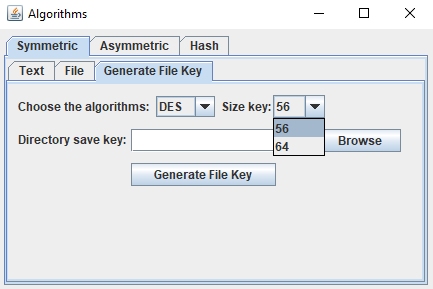 Algorithms
Symmetric Asymmetric Hash
Text File Generate File Key
Choose the algorithms: DES Size key: 56
56
64
Directory save key: Browse
Generate File Key